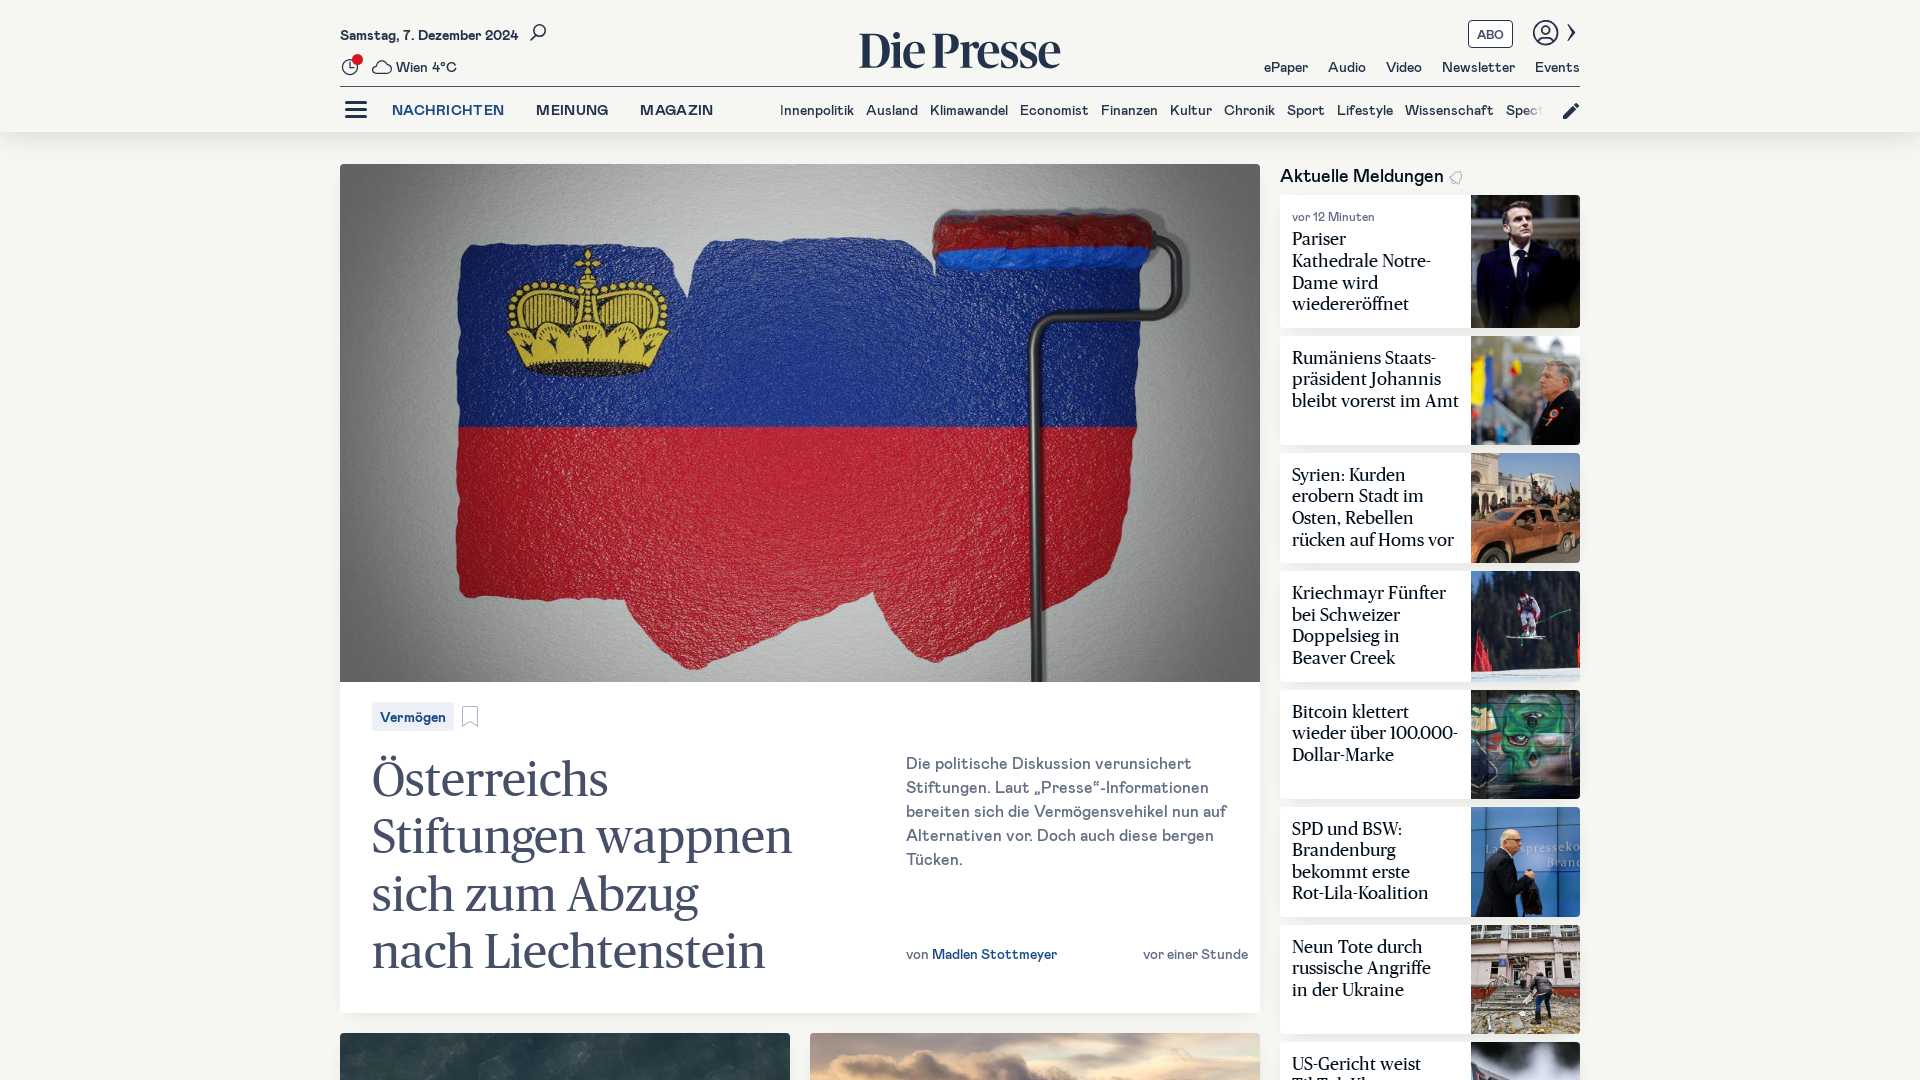 Samstag, 7. Dezember 2024
Wien 4°C
Die Presse
ABO
ePaper Audio Video Newsletter Events
NACHRICHTEN MEINUNG MAGAZIN
Innenpolitik Ausland Klimawandel Economist Finanzen Kultur Chronik Sport Lifestyle Wissenschaft
Vermögen
Österreichs
Stiftungen wappnen
sich zum Abzug
nach Liechtenstein
Die politische Diskussion verunsichert
Stiftungen. Laut „Presse“-Informationen
bereiten sich die Vermögensvehikel nun auf
Alternativen vor. Doch auch diese bergen
Tücken.
von Madlen Stottmeyer
vor einer Stunde
Aktuelle Meldungen
vor 12 Minuten
Pariser
Kathedrale Notre-
Dame wird
wiedereröffnet
Rumäniens Staats-
präsident Johannis
bleibt vorerst im Amt
Syrien: Kurden
erobern Stadt im
Osten, Rebellen
rücken auf Homs vor
Kriechmayr Fünfter
bei Schweizer
Doppelsieg in
Beaver Creek
Bitcoin klettert
wieder über 100.000-
Dollar-Marke
SPD und BSW:
Brandenburg
bekommt erste
Rot-Lila-Koalition
Neun Tote durch
russische Angriffe
in der Ukraine
US-Gericht weist